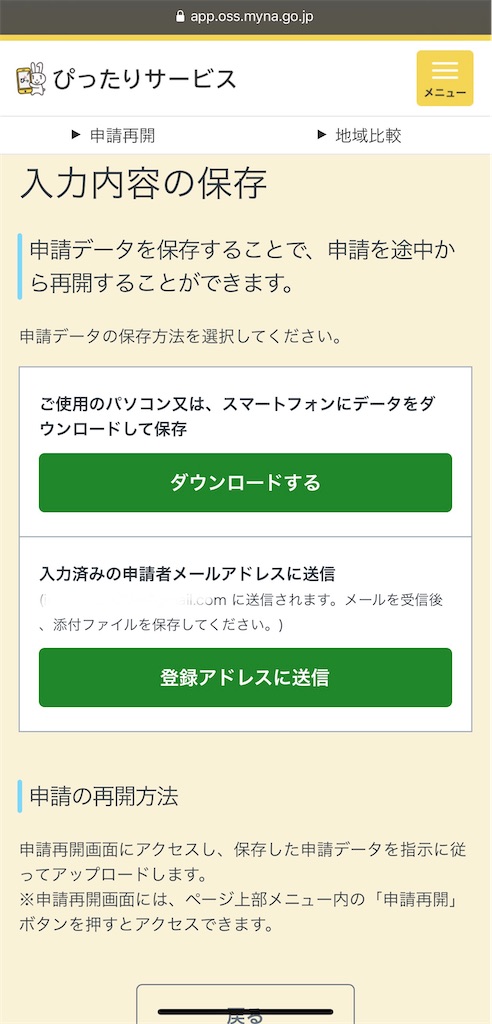 app.oss.myna.go.jp
ぴったりサービス
メニュー
▶ 申請再開 ▶ 地域比較
入力内容の保存
申請データを保存することで、申請を途中か
ら再開することができます。
申請データの保存方法を選択してください。
ご使用のパソコン又は、スマートフォンにデータをダ
ウンロードして保存
ダウンロードする
入力済みの申請者メールアドレスに送信
( il.com に送信されます。メールを受信後
、添付ファイルを保存してください。)
登録アドレスに送信
申請の再開方法
申請再開画面にアクセスし、保存した申請データを指示に従
ってアップロードします。
※申請再開画面には、ページ上部メニュー内の「申請再開」
ボタンを押すとアクセスできます。
戻る